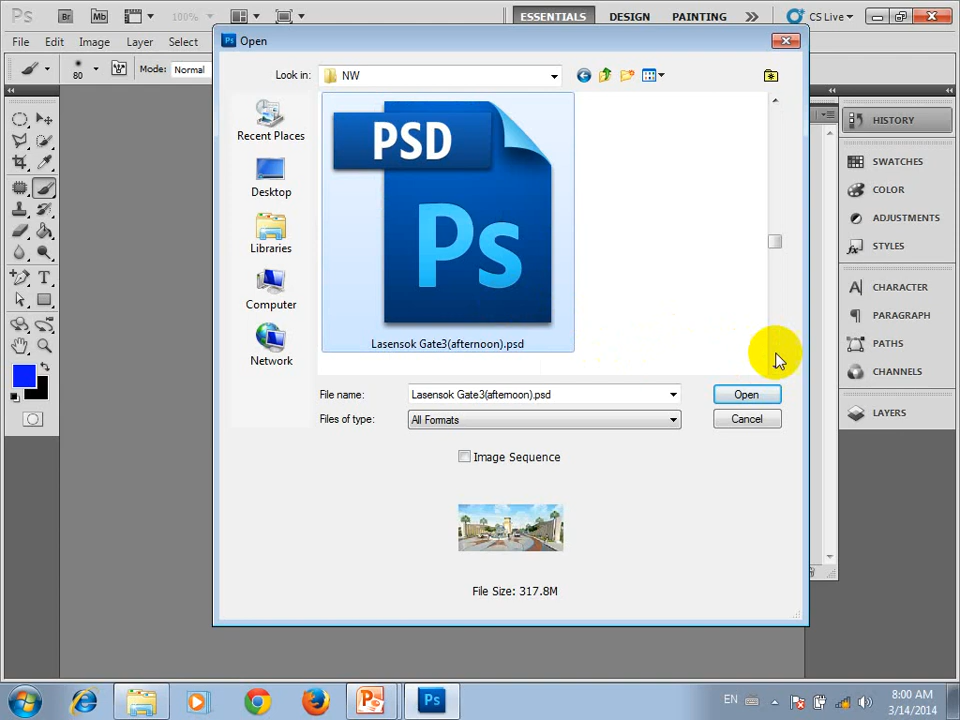 Ps
Br
Mb
100%
ESSENTIALS
DESIGN
PAINTING
CS Live
File
Edit
Image
Layer
Select
Ps
Open
80
Mode:
Normal
Look in:
NW
Recent Places
Desktop
Libraries
Computer
Network
PSD
Ps
Lasensok Gate3(afternoon).psd
File name:
Lasensok Gate3(afternoon).psd
Open
Files of type:
All Formats
Cancel
Image Sequence
File Size: 317.8M
HISTORY
SWATCHES
COLOR
ADJUSTMENTS
STYLES
CHARACTER
PARAGRAPH
PATHS
CHANNELS
LAYERS
Ps
EN
8:00 AM
3/14/2014